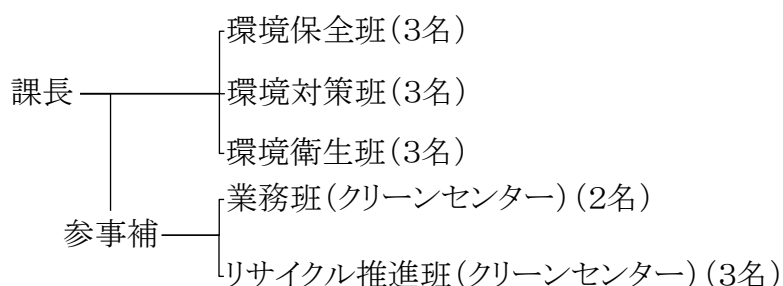 環境保全班(3名)
課長
環境対策班(3名)
環境衛生班(3名)
業務班(クリーンセンター)(2名)
参事補
リサイクル推進班(クリーンセンター)(3名)